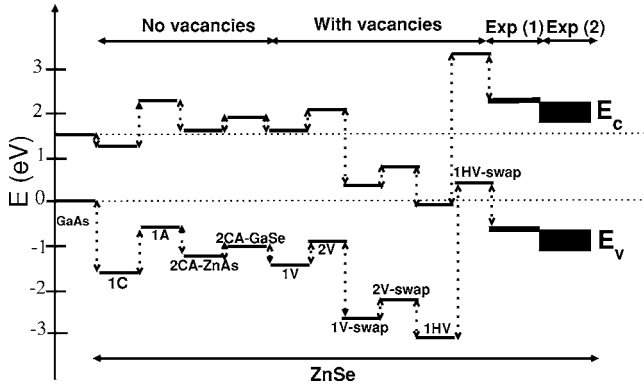 No vacancies With vacancies Exp (1) Exp (2)
E (eV)
3
2
1
0
-1
-2
-3
E_c
E_v
GaAs
1C
1A
2CA-ZnAs
2CA-GaSe
1V
2V
1V-swap
2V-swap
1HV
1HV-swap
ZnSe